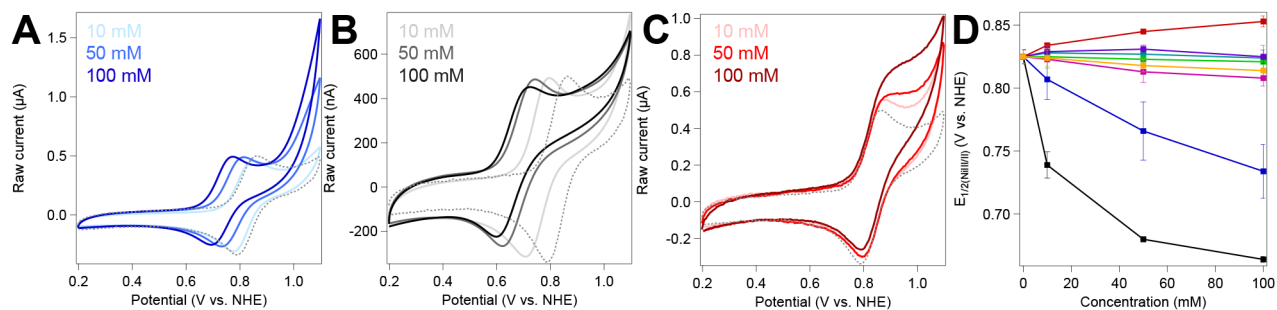 A
10 mM
50 mM
100 mM
Raw current (µA)
1.5
1.0
0.5
0.0
0.2 0.4 0.6 0.8 1.0
Potential (V vs. NHE)
B
10 mM
50 mM
100 mM
Raw current (nA)
600
400
200
0
-200
0.2 0.4 0.6 0.8 1.0
Potential (V vs. NHE)
C
10 mM
50 mM
100 mM
Raw current (µA)
1.0
0.8
0.6
0.4
0.2
0.0
-0.2
0.2 0.4 0.6 0.8 1.0
Potential (V vs. NHE)
D
E1/2(NiIII/II) (V vs. NHE)
0.85
0.80
0.75
0.70
0 20 40 60 80 100
Concentration (mM)